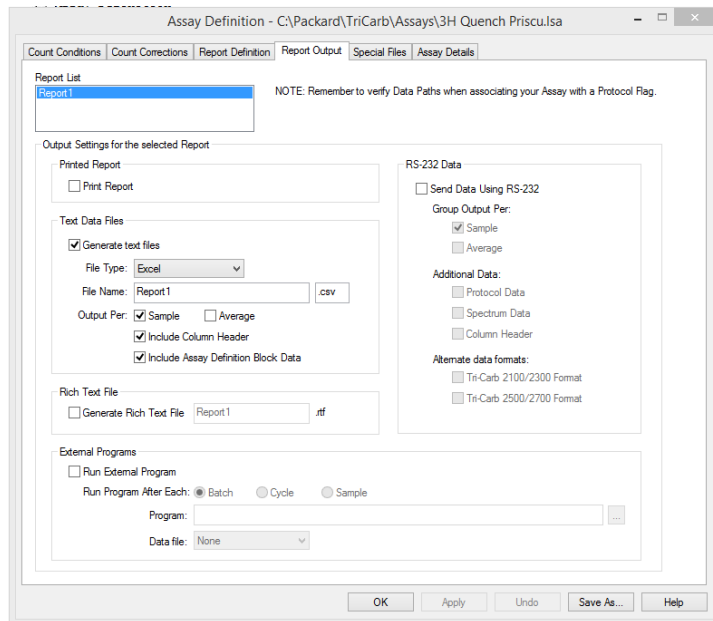 Assay Definition - C:\Packard\TriCarb\Assays\3H Quench Priscu.lsa
Count Conditions Count Corrections Report Definition Report Output Special Files Assay Details
Report List
Report1
NOTE: Remember to verify Data Paths when associating your Assay with a Protocol Flag.
Output Settings for the selected Report
Printed Report
Print Report
Text Data Files
Generate text files
File Type: Excel
File Name: Report1 .csv
Output Per: Sample Average
Include Column Header
Include Assay Definition Block Data
Rich Text File
Generate Rich Text File Report1 .rtf
RS-232 Data
Send Data Using RS-232
Group Output Per:
Sample
Average
Additional Data:
Protocol Data
Spectrum Data
Column Header
Alternate data formats:
Tri-Carb 2100/2300 Format
Tri-Carb 2500/2700 Format
External Programs
Run External Program
Run Program After Each: Batch Cycle Sample
Program: ...
Data file: None
OK Apply Undo Save As... Help